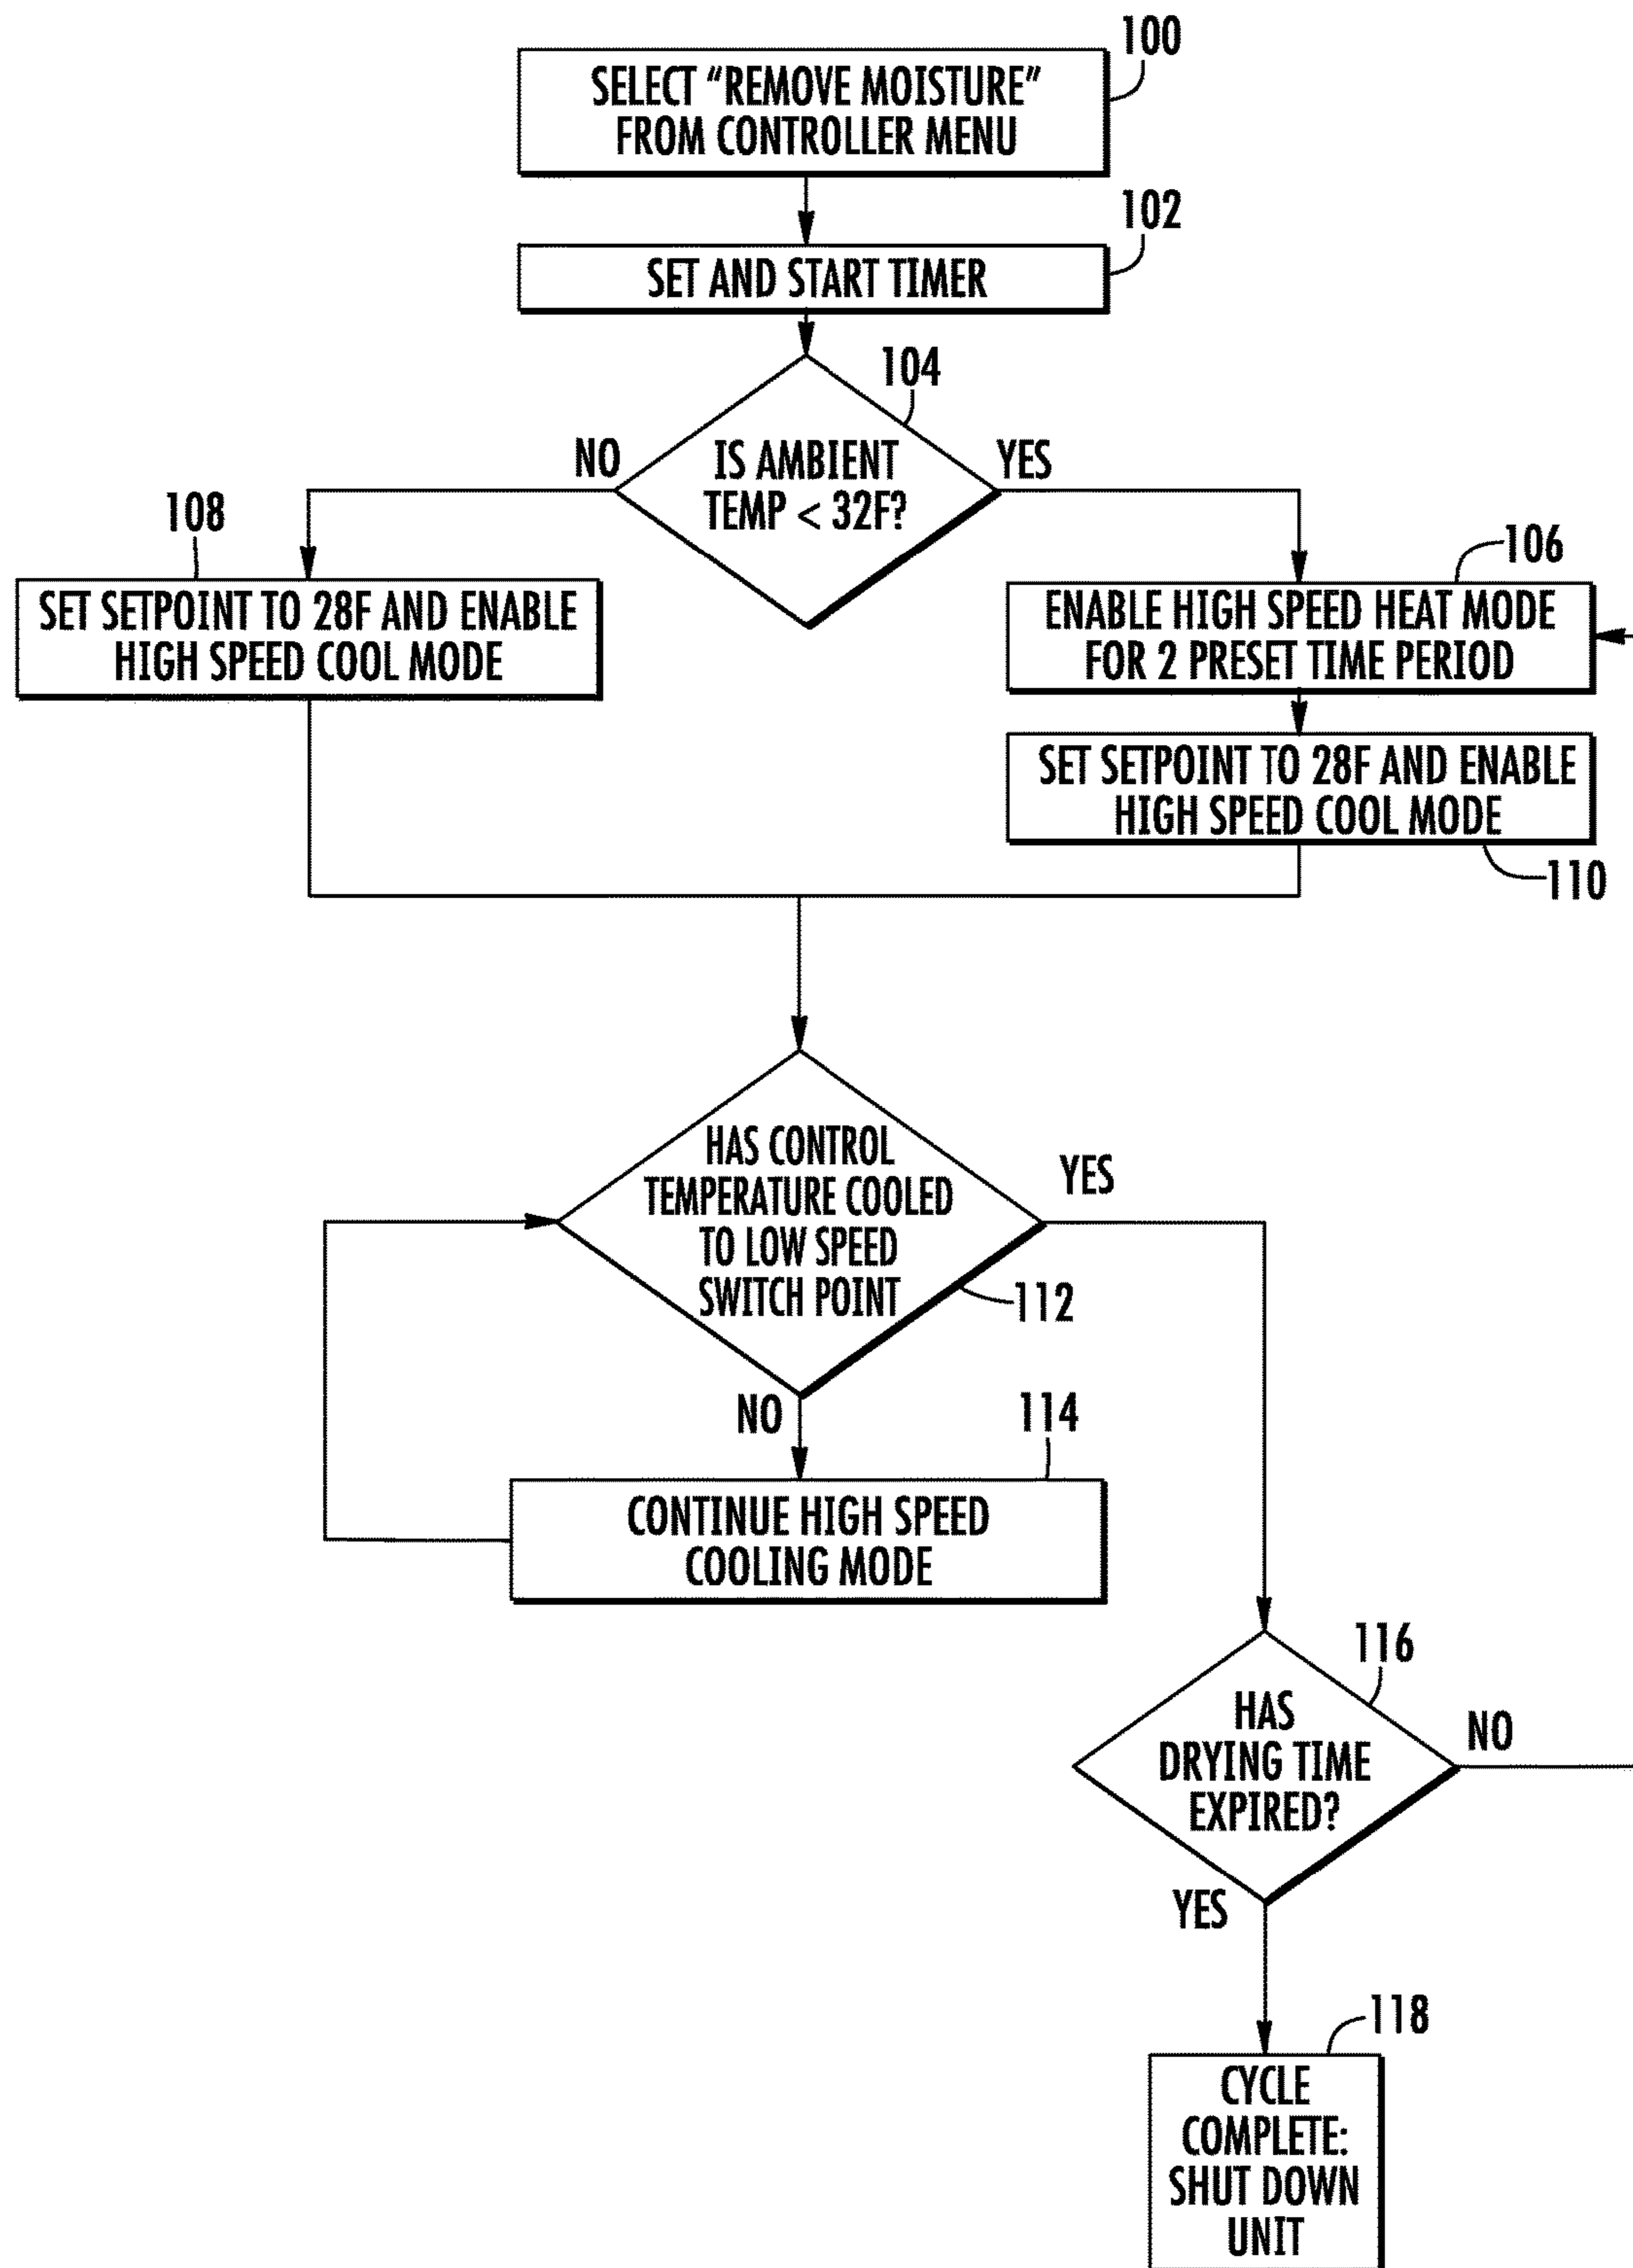 100
SELECT “REMOVE MOISTURE”
FROM CONTROLLER MENU
102
SET AND START TIMER
104
NO
IS AMBIENT
TEMP < 32F?
YES
108
SET SETPOINT TO 28F AND ENABLE
HIGH SPEED COOL MODE
106
ENABLE HIGH SPEED HEAT MODE
FOR 2 PRESET TIME PERIOD
SET SETPOINT TO 28F AND ENABLE
HIGH SPEED COOL MODE
110
HAS CONTROL
TEMPERATURE COOLED
TO LOW SPEED
SWITCH POINT
YES
112
NO
114
CONTINUE HIGH SPEED
COOLING MODE
116
HAS
DRYING TIME
EXPIRED?
NO
YES
118
CYCLE
COMPLETE:
SHUT DOWN
UNIT